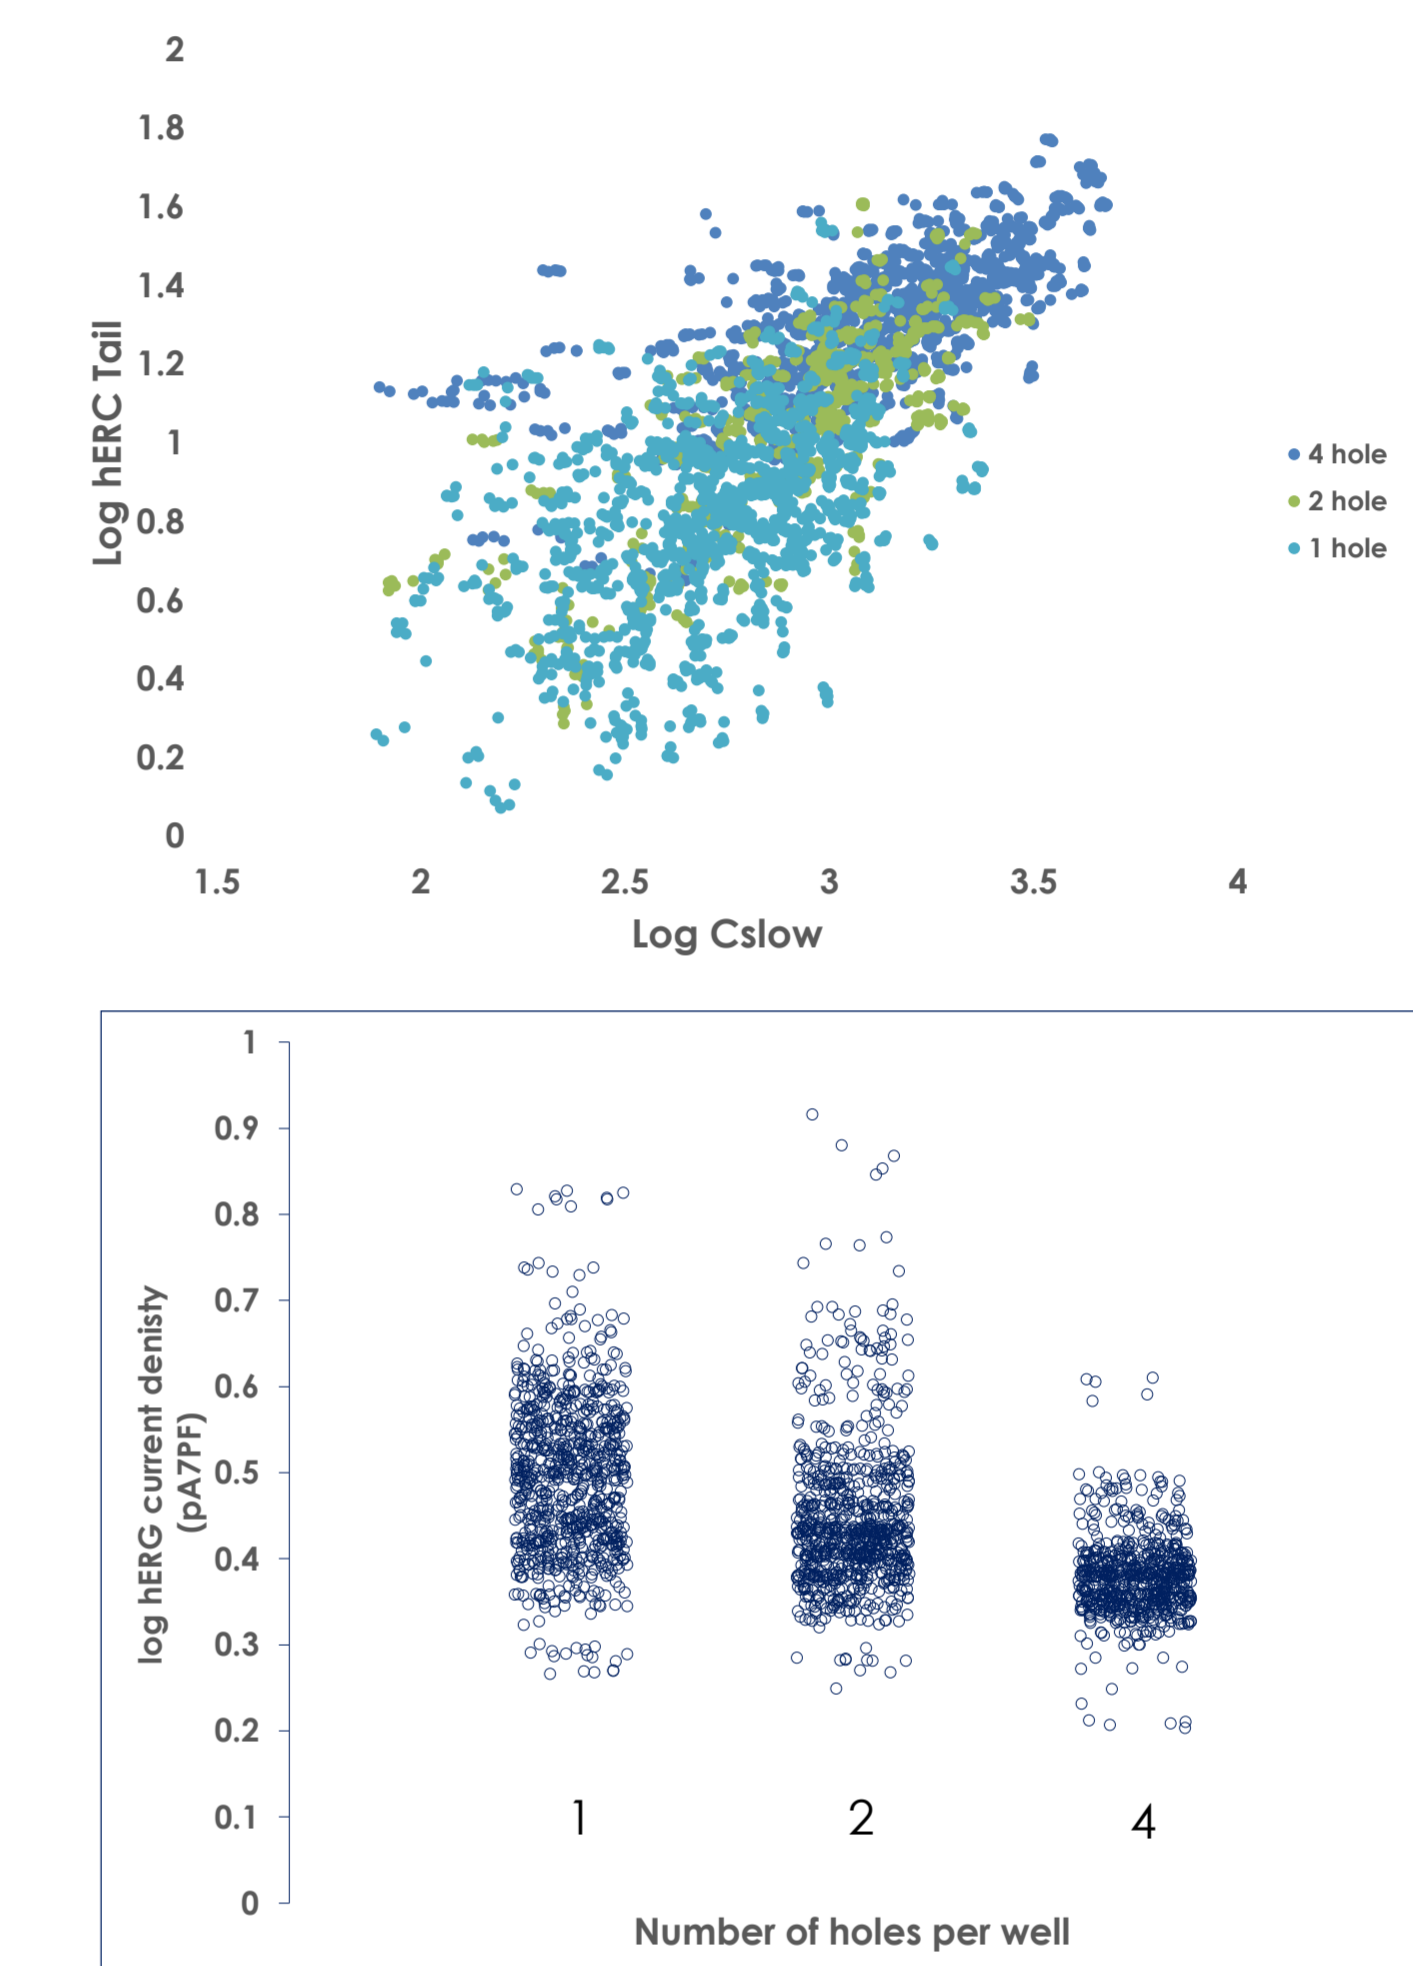 2
1.8
1.6
1.4
1.2
1
0.8
0.6
0.4
0.2
0
Log hERC Tail
1.5 2 2.5 3 3.5 4
Log Cslow
4 hole
2 hole
1 hole
1
0.9
0.8
0.7
0.6
0.5
0.4
0.3
0.2
0.1
0
log hERG current denisty
(pA7PF)
1 2 4
Number of holes per well